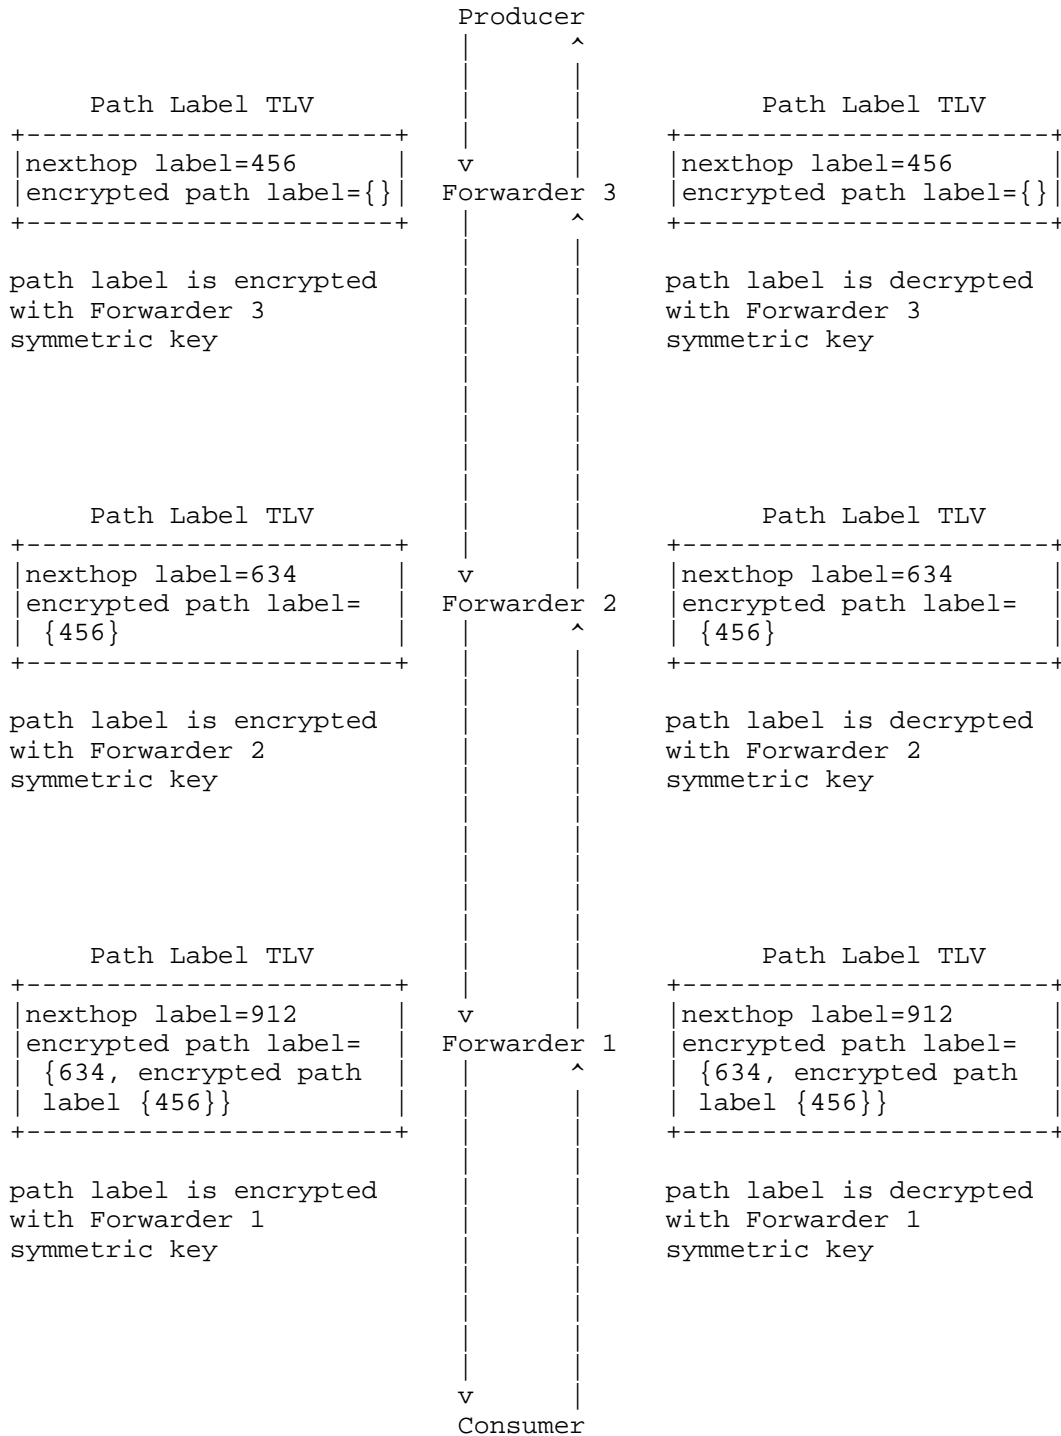 Producer
Path Label TLV Path Label TLV
nexthop label=456 v nexthop label=456
encrypted path label={} Forwarder 3 encrypted path label={}
path label is encrypted path label is decrypted
with Forwarder 3 with Forwarder 3
symmetric key symmetric key
Path Label TLV Path Label TLV
nexthop label=634 v nexthop label=634
encrypted path label= Forwarder 2 encrypted path label=
{456} {456}
path label is encrypted path label is decrypted
with Forwarder 2 with Forwarder 2
symmetric key symmetric key
Path Label TLV Path Label TLV
nexthop label=912 v nexthop label=912
encrypted path label= Forwarder 1 encrypted path label=
{634, encrypted path {634, encrypted path
label {456}} label {456}}
path label is encrypted path label is decrypted
with Forwarder 1 with Forwarder 1
symmetric key symmetric key
v
Consumer